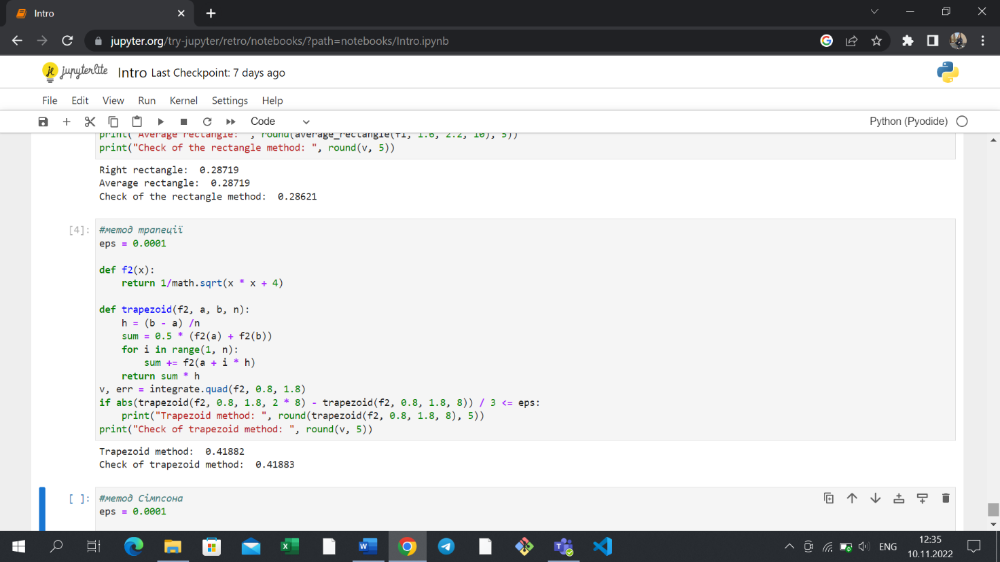 Intro
jupyter.org/try-jupyter/retro/notebooks/?path=notebooks/Intro.ipynb
jupyterlite Intro Last Checkpoint: 7 days ago
File Edit View Run Kernel Settings Help
Code Python (Pyodide)
print("Average rectangle: ", round(average_rectangle(f1, 1.6, 2.2, 10), 5))
print("Check of the rectangle method: ", round(v, 5))
Right rectangle:  0.28719
Average rectangle:  0.28719
Check of the rectangle method:  0.28621
[4]: #метод трапеції
eps = 0.0001
def f2(x):
    return 1/math.sqrt(x * x + 4)
def trapezoid(f2, a, b, n):
    h = (b - a) /n
    sum = 0.5 * (f2(a) + f2(b))
    for i in range(1, n):
        sum += f2(a + i * h)
    return sum * h
v, err = integrate.quad(f2, 0.8, 1.8)
if abs(trapezoid(f2, 0.8, 1.8, 2 * 8) - trapezoid(f2, 0.8, 1.8, 8)) / 3 <= eps:
    print("Trapezoid method: ", round(trapezoid(f2, 0.8, 1.8, 8), 5))
print("Check of trapezoid method: ", round(v, 5))
Trapezoid method:  0.41882
Check of trapezoid method:  0.41883
[ ]: #метод Сімпсона
eps = 0.0001
ENG
12:35
10.11.2022